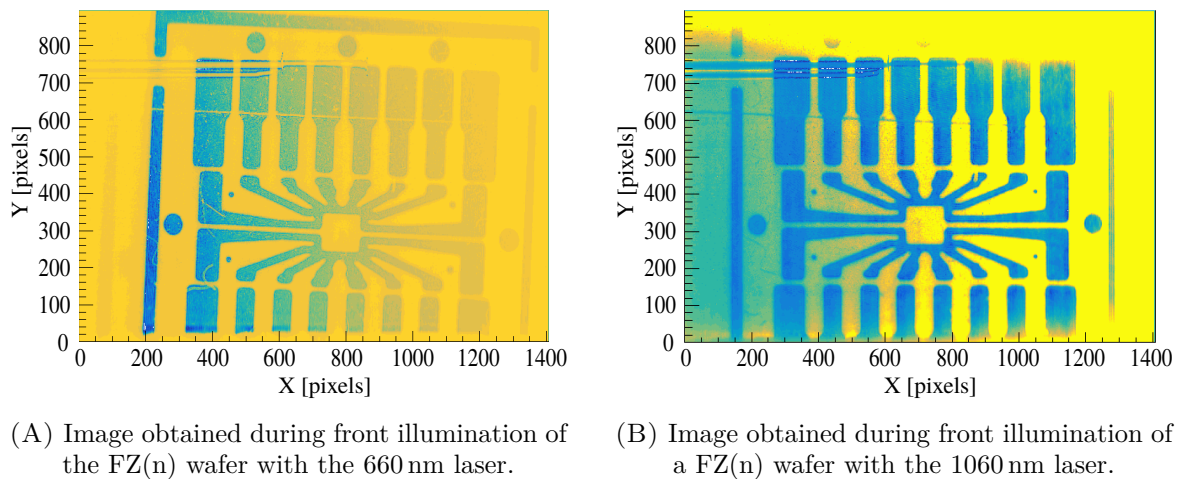 800
700
600
500
400
300
200
100
0
Y [pixels]
0 200 400 600 800 1000 1200 1400
X [pixels]
800
700
600
500
400
300
200
100
0
Y [pixels]
0 200 400 600 800 1000 1200 1400
X [pixels]
(A) Image obtained during front illumination of
the FZ(n) wafer with the 660 nm laser.
(B) Image obtained during front illumination of
a FZ(n) wafer with the 1060 nm laser.